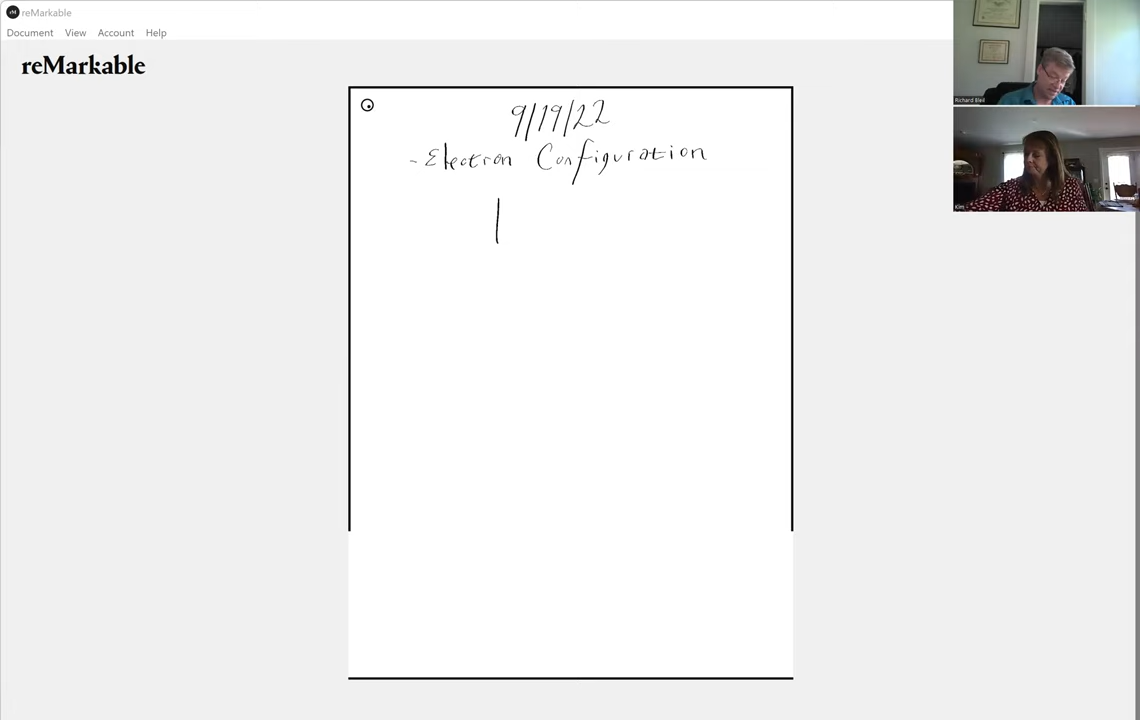 reMarkable
Document View Account Help
reMarkable
9/19/22
- Electron Configuration
Richard Bleil
Kim